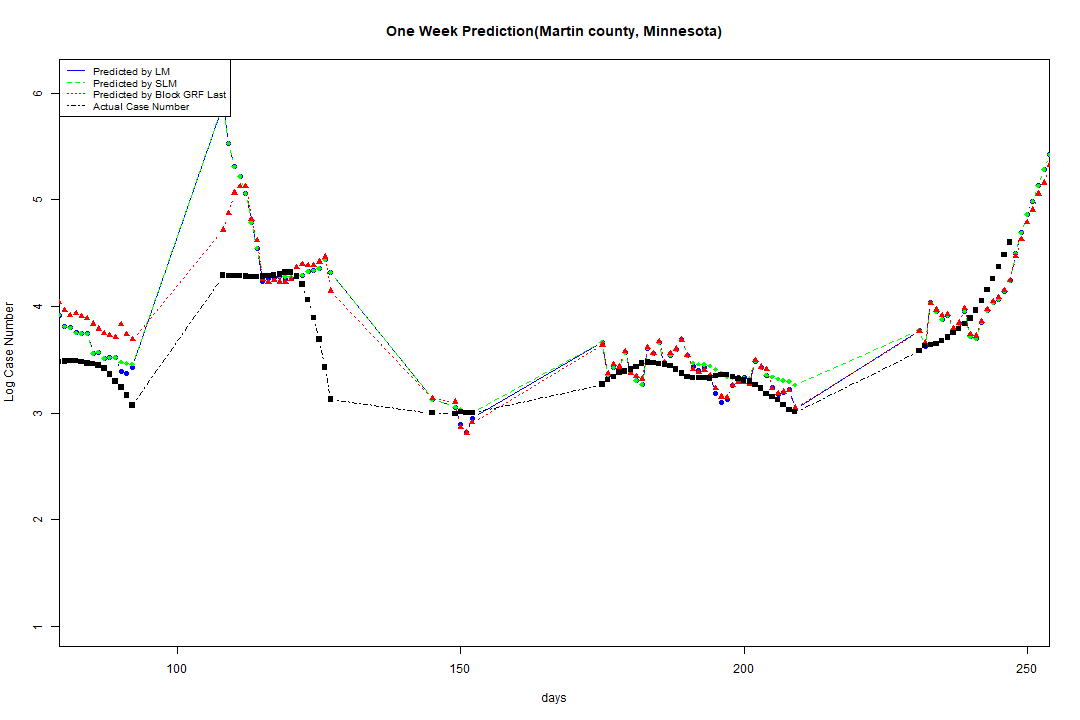 One Week Prediction(Martin county, Minnesota)
Predicted by LM
Predicted by SLM
Predicted by Block GRF Last
Actual Case Number
Log Case Number
6
5
4
3
2
1
100 150 200 250
days